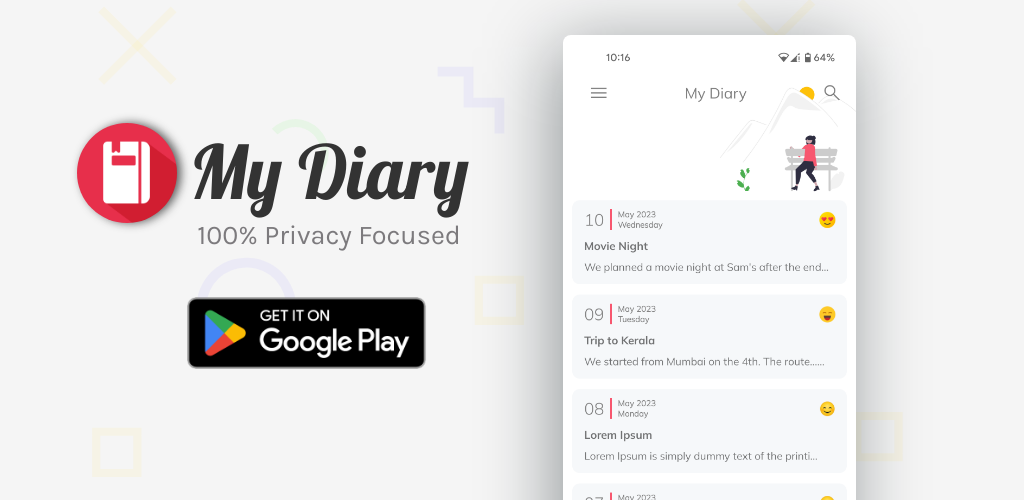 My Diary
100% Privacy Focused
GET IT ON
Google Play
10:16
64%
My Diary
10
May 2023
Wednesday
Movie Night
We planned a movie night at Sam's after the end...
09
May 2023
Tuesday
Trip to Kerala
We started from Mumbai on the 4th. The route......
08
May 2023
Monday
Lorem Ipsum
Lorem Ipsum is simply dummy text of the printi...
May 2023